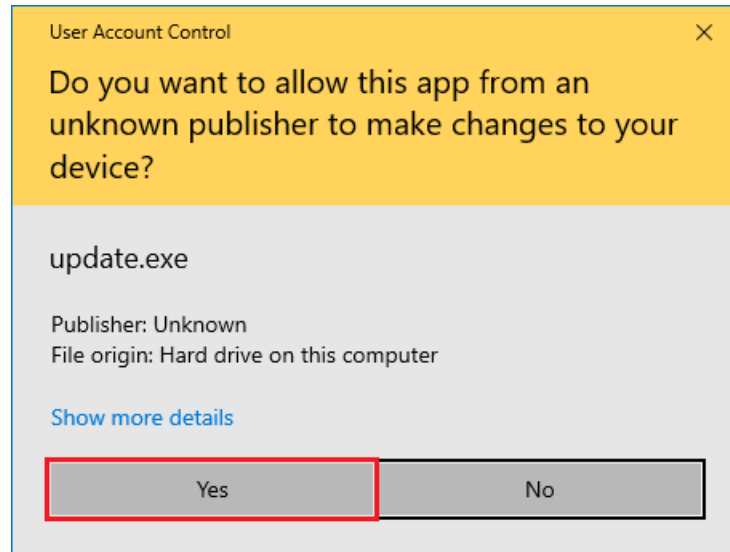 User Account Control
Do you want to allow this app from an
unknown publisher to make changes to your
device?
update.exe
Publisher: Unknown
File origin: Hard drive on this computer
Show more details
Yes
No